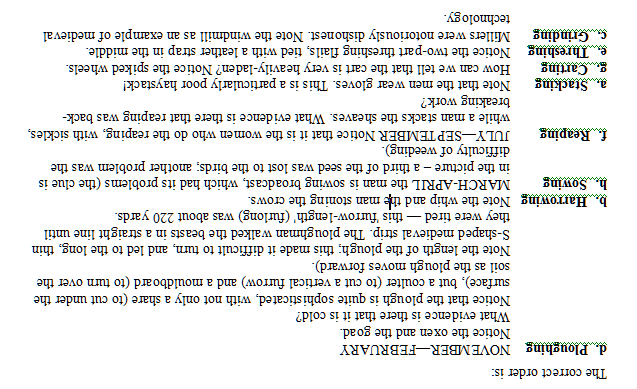 The correct order is:
d. Ploughing NOVEMBER—FEBRUARY
Notice the oxen and the goad.
What evidence is there that it is cold?
Notice that the plough is quite sophisticated, with not only a share (to cut under the
surface), but a coulter (to cut a vertical furrow) and a mouldboard (to turn over the
soil as the plough moves forward).
Note the length of the plough; this made it difficult to turn, and led to the long, thin
S-shaped medieval strip. The ploughman walked the beasts in a straight line until
they were tired — this 'furrow-length' (furlong) was about 220 yards.
b. Harrowing Note the whip and the man stoning the crows.
h. Sowing MARCH-APRIL the man is sowing broadcast, which had its problems (the clue is
in the picture – a third of the seed was lost to the birds; another problem was the
difficulty of weeding).
f. Reaping JULY—SEPTEMBER Notice that it is the women who do the reaping, with sickles,
while a man stacks the sheaves. What evidence is there that reaping was back-
breaking work?
a. Stacking Note that the men wear gloves. This is a particularly poor haystack!
g. Carting How can we tell that the cart is very heavily-laden? Notice the spiked wheels.
e. Threshing Notice the two-part threshing flails, tied with a leather strap in the middle.
c. Grinding Millers were notoriously dishonest. Note the windmill as an example of medieval
technology.